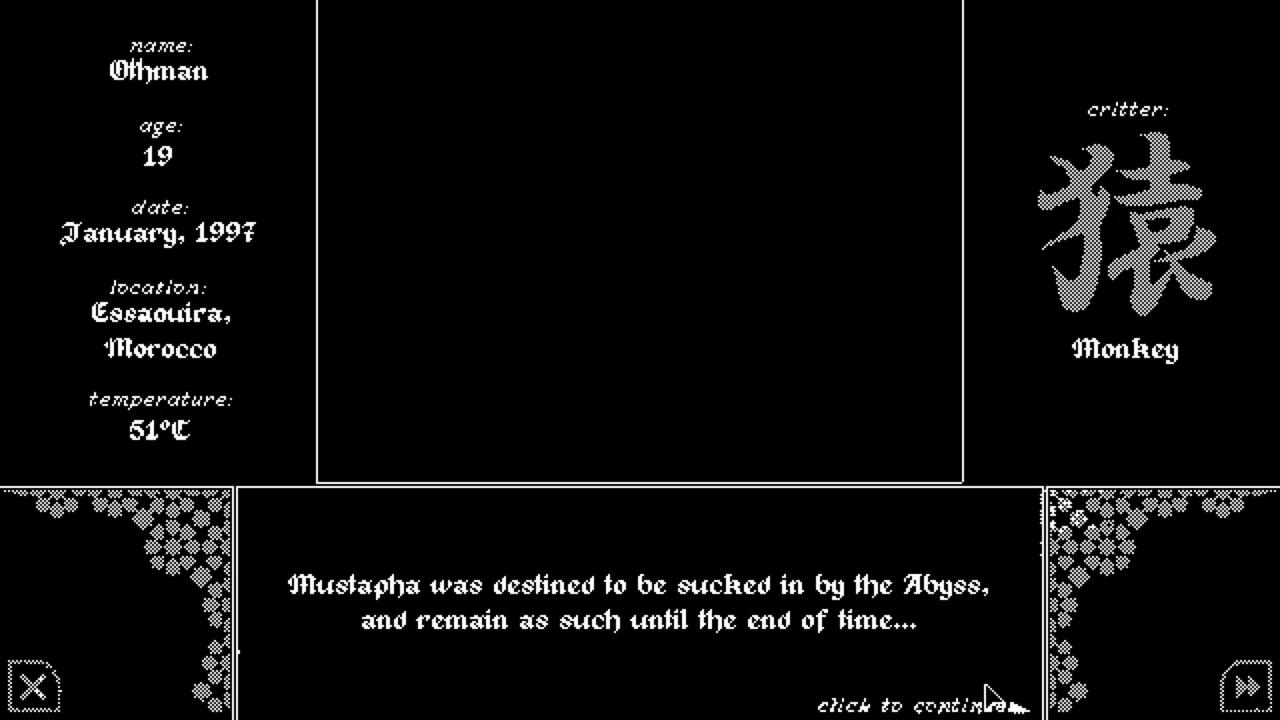 name:
Othman
age:
19
date:
January, 1997
location:
Essaouira,
Morocco
temperature:
51°C
critter:
猿
Monkey
Mustapha was destined to be sucked in by the Abyss,
and remain as such until the end of time...
click to continue